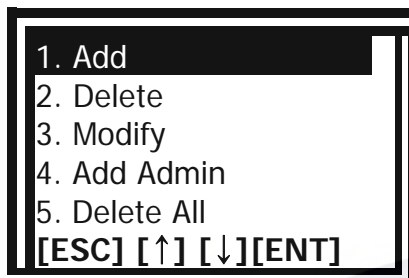 1. Add
2. Delete
3. Modify
4. Add Admin
5. Delete All
[ESC] [↑] [↓][ENT]